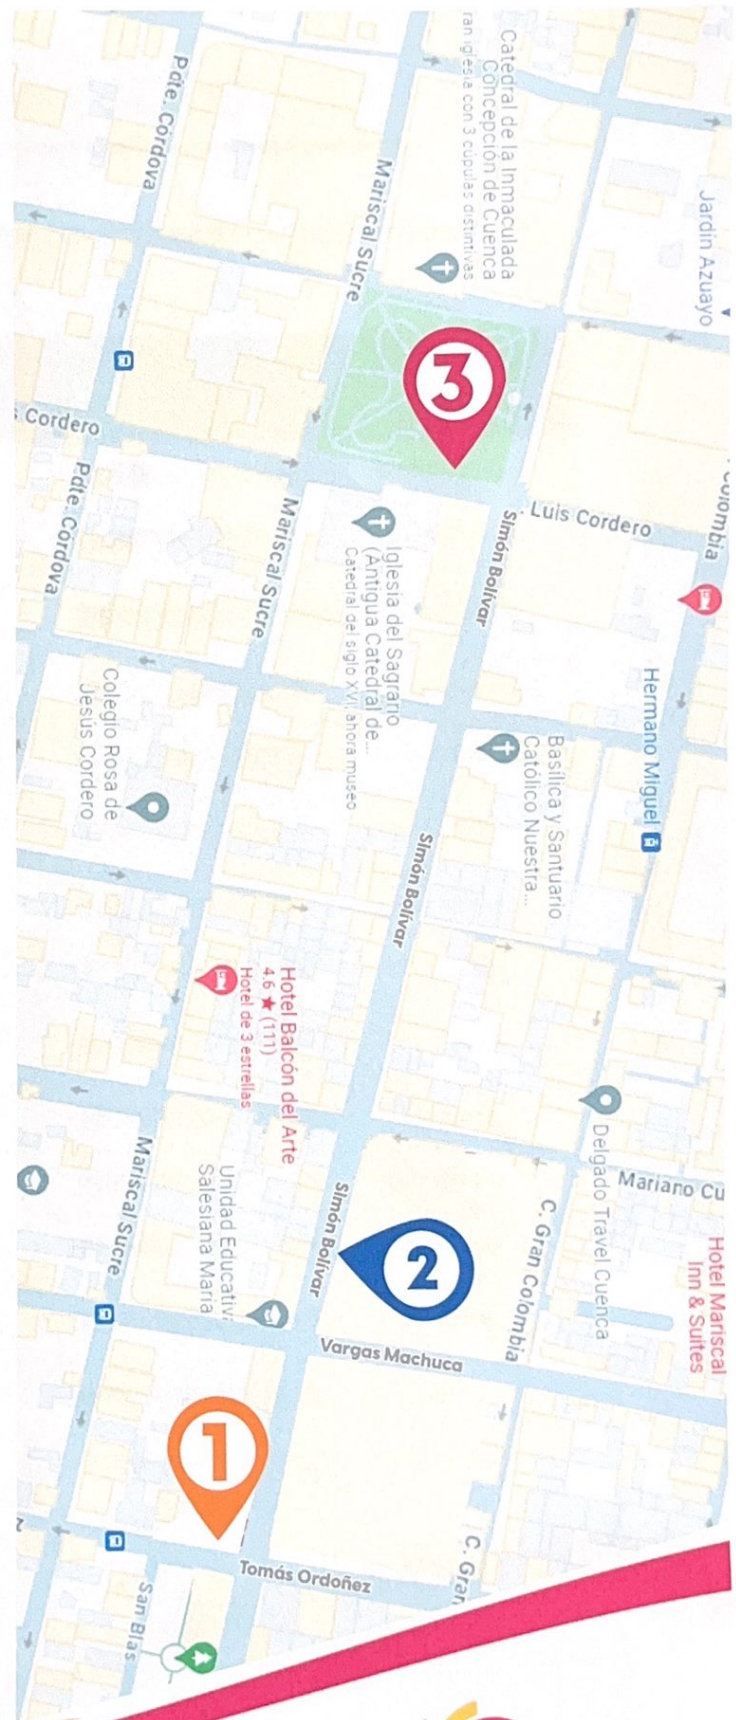 Pdte. Córdova
Mariscal Sucre
Catedral de la Inmaculada
Concepción de Cuenca
ran iglesia con 3 cúpulas distintivas
Jardín Azuayo
3
Cordero
Pdte. Córdova
Mariscal Sucre
Iglesia del Sagrario
(Antigua Catedral de...
Catedral del siglo XVI, ahora museo
Simón Bolívar
Luis Cordero
Colombia
Hermano Miguel
Colegio Rosa de
Jesús Cordero
Basílica y Santuario
Católico Nuestra...
Simón Bolívar
Hotel Balcón del Arte
4.6 ★ (111)
Hotel de 3 estrellas
Delgado Travel Cuenca
Mariano Cu
Mariscal Sucre
Unidad Educativ
Salesiana María
Simón Bolívar
2
C. Gran Colombia
Hotel Mariscal
Inn & Suites
Vargas Machuca
1
Tomás Ordoñez
C. Gran
San Blas